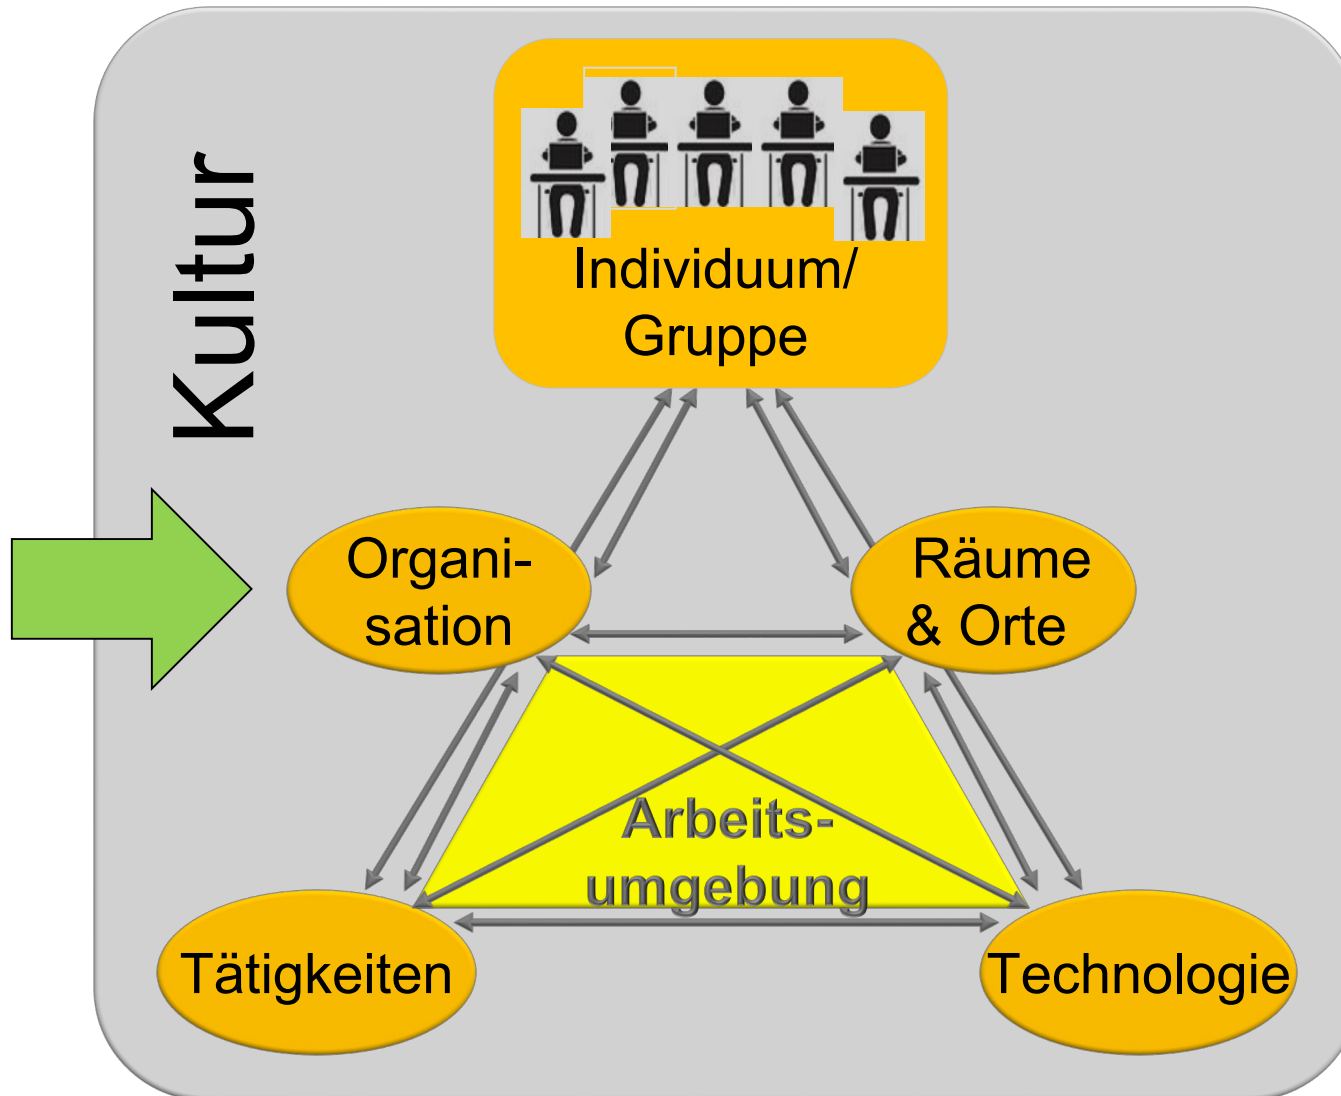 Kultur
Individuum/
Gruppe
Organi-
sation
Räume
& Orte
Arbeits-
umgebung
Tätigkeiten
Technologie